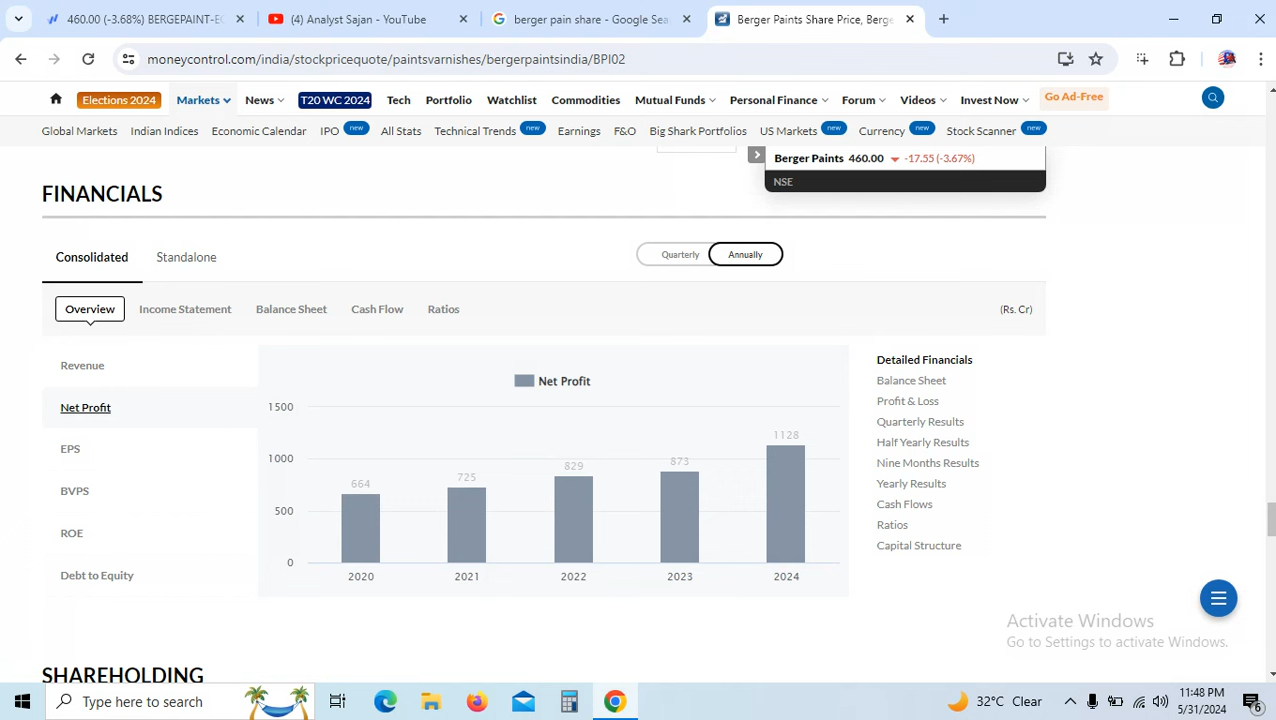 460.00 (-3.68%) BERGEPAINT-E
(4) Analyst Sajan - YouTube
berger pain share - Google Sea
Berger Paints Share Price, Berge
moneycontrol.com/india/stockpricequote/paintsvarnishes/bergerpaintsindia/BPI02
Elections 2024 Markets News T20 WC 2024 Tech Portfolio Watchlist Commodities Mutual Funds Personal Finance Forum Videos Invest Now Go Ad-Free
Global Markets Indian Indices Economic Calendar IPO new All Stats Technical Trends new Earnings F&O Big Shark Portfolios US Markets new Currency new Stock Scanner new
Berger Paints 460.00 -17.55 (-3.67%)
NSE
FINANCIALS
Consolidated Standalone Quarterly Annually
Overview Income Statement Balance Sheet Cash Flow Ratios (Rs. Cr)
Revenue
Net Profit
EPS
BVPS
ROE
Debt to Equity
Net Profit
1500
1000
500
0
664
725
829
873
1128
2020 2021 2022 2023 2024
Detailed Financials
Balance Sheet
Profit & Loss
Quarterly Results
Half Yearly Results
Nine Months Results
Yearly Results
Cash Flows
Ratios
Capital Structure
SHAREHOLDING
Activate Windows
Go to Settings to activate Windows.
Type here to search
32°C Clear
11:48 PM
5/31/2024
6